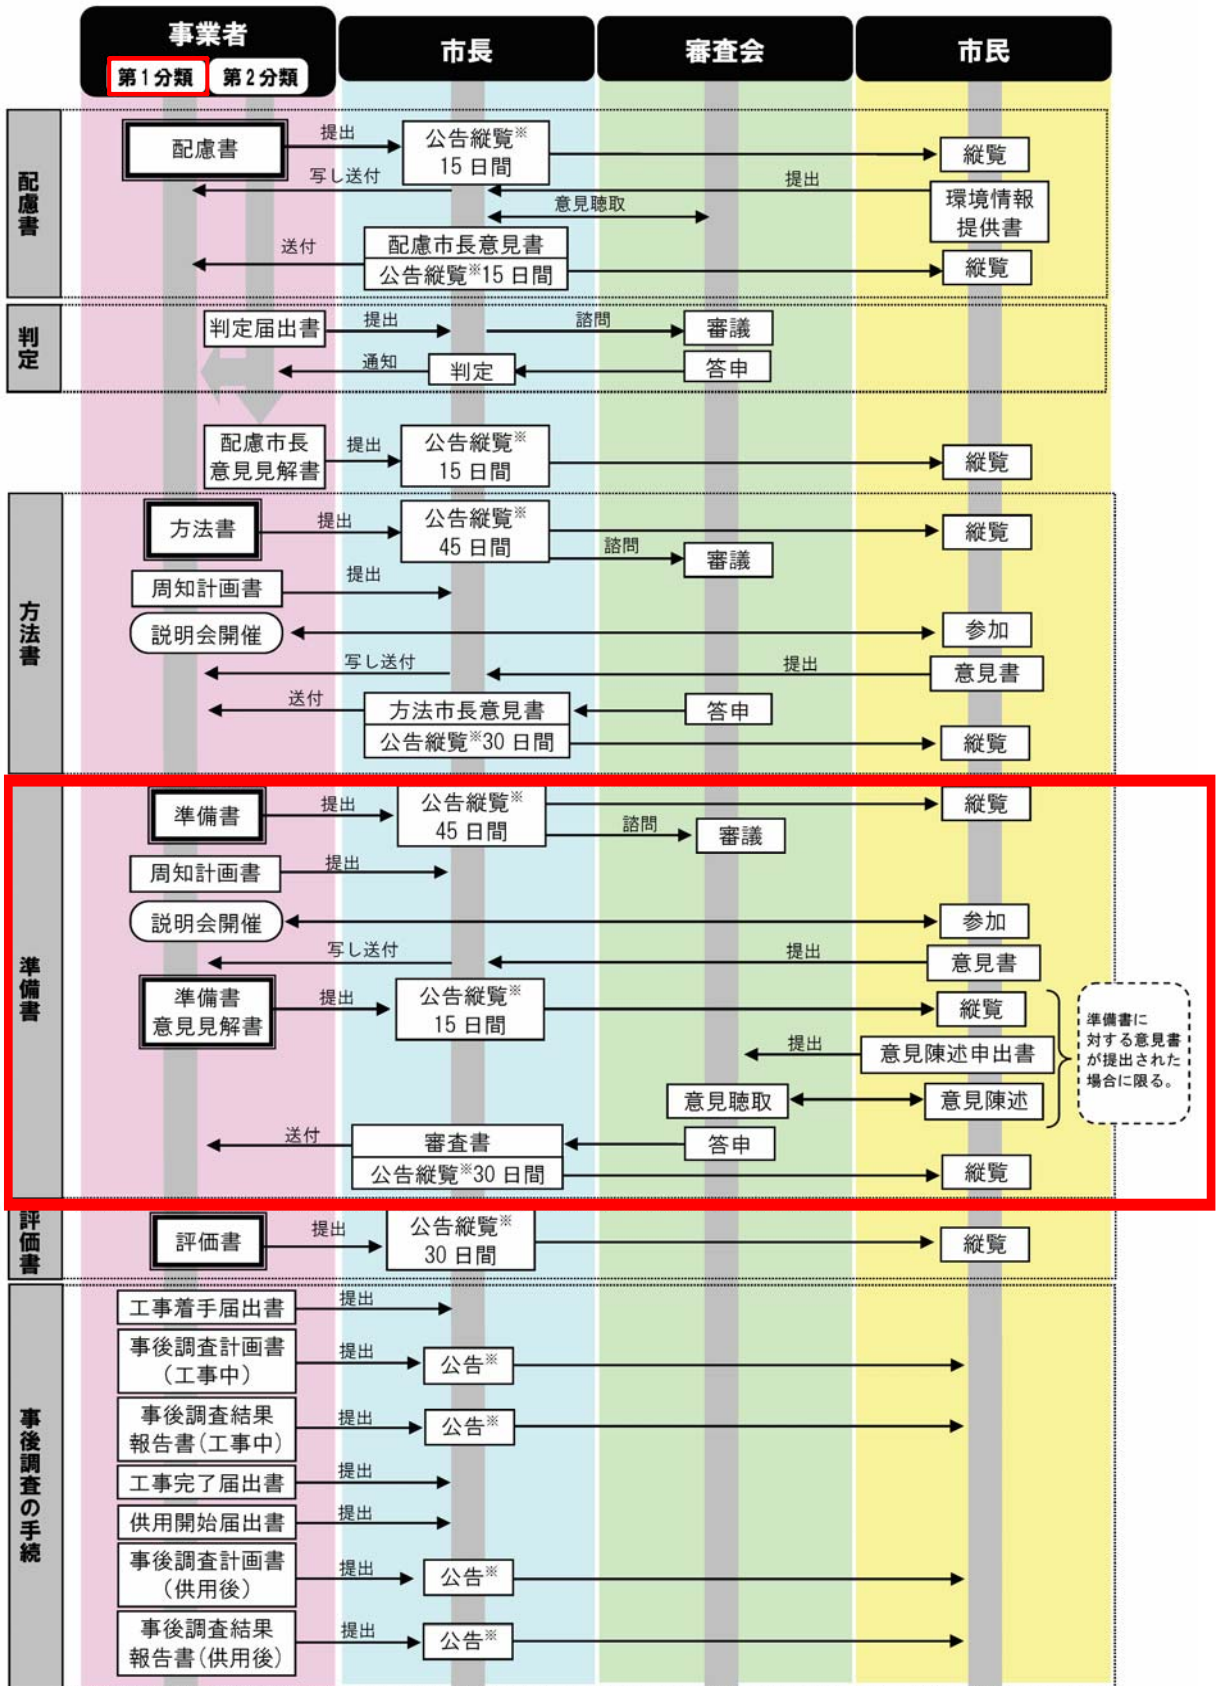 事業者
第1分類
第2分類
市長
審査会
市民
配慮書
配慮書
提出
公告縦覧※
15日間
縦覧
写し送付
提出
環境情報
提供書
意見聴取
送付
配慮市長意見書
公告縦覧※15日間
縦覧
判定
判定届出書
提出
諮問
審議
通知
判定
答申
配慮市長
意見見解書
提出
公告縦覧※
15日間
縦覧
方法書
方法書
提出
公告縦覧※
45日間
縦覧
諮問
審議
周知計画書
提出
説明会開催
参加
写し送付
提出
意見書
送付
方法市長意見書
答申
公告縦覧※30日間
縦覧
準備書
準備書
提出
公告縦覧※
45日間
縦覧
諮問
審議
周知計画書
提出
説明会開催
参加
写し送付
提出
意見書
準備書
意見見解書
提出
公告縦覧※
15日間
縦覧
提出
意見陳述申出書
意見聴取
意見陳述
準備書に
対する意見書
が提出された
場合に限る。
送付
審査書
答申
公告縦覧※30日間
縦覧
評価書
評価書
提出
公告縦覧※
30日間
縦覧
事後調査の手続
工事着手届出書
提出
事後調査計画書
(工事中)
提出
公告※
事後調査結果
報告書(工事中)
提出
公告※
工事完了届出書
提出
供用開始届出書
提出
事後調査計画書
(供用後)
提出
公告※
事後調査結果
報告書(供用後)
提出
公告※